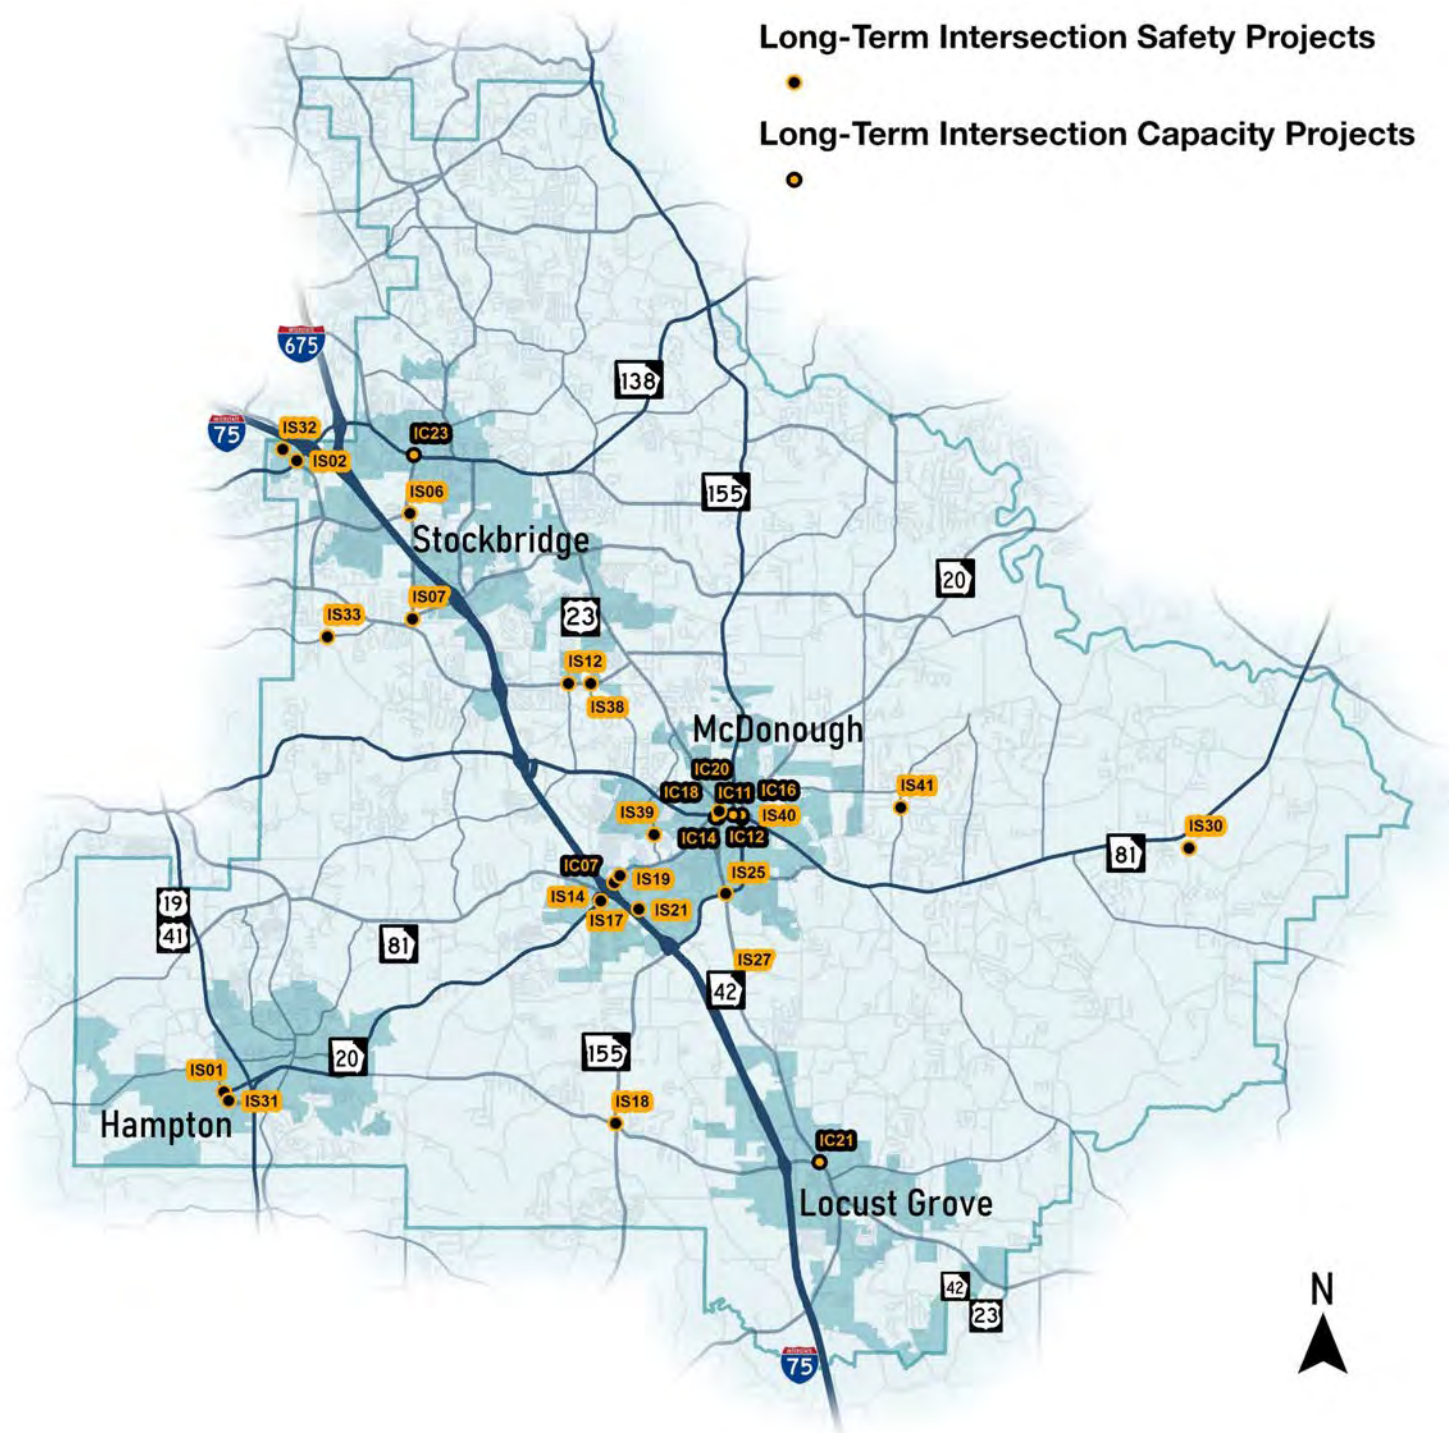 Long-Term Intersection Safety Projects
Long-Term Intersection Capacity Projects
INTERSTATE
675
138
INTERSTATE
75
IS32
IC23
IS02
IS06
155
Stockbridge
20
IS07
IS33
23
IS12
IS38
McDonough
IC20
IC18
IC11
IC16
IS41
IS39
IS40
IS30
IC14
IC12
81
IC07
IS19
IS25
IS14
19
IS21
IS17
41
81
IS27
42
155
20
IS01
IS31
IS18
Hampton
IC21
Locust Grove
42
23
N
INTERSTATE
75